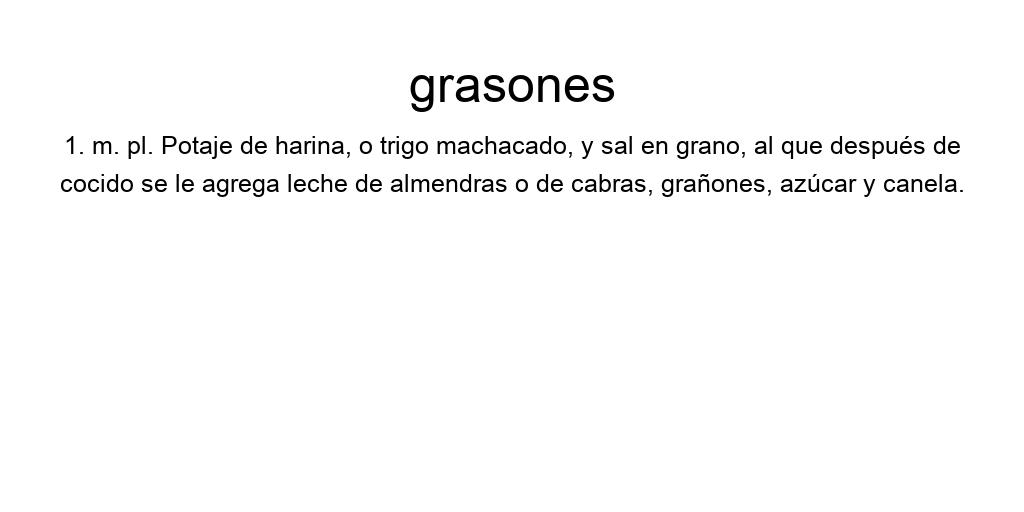 grasones
1. m. pl. Potaje de harina, o trigo machacado, y sal en grano, al que después de
cocido se le agrega leche de almendras o de cabras, grañones, azúcar y canela.